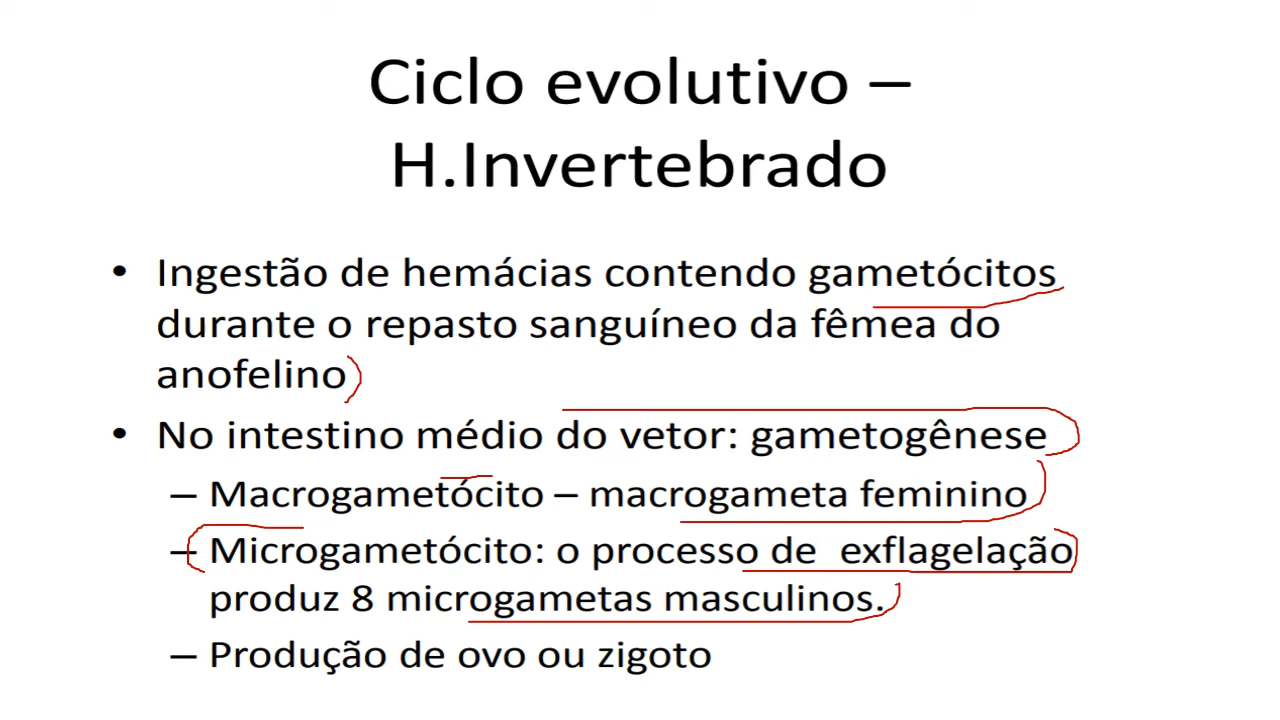 Ciclo evolutivo –
H.Invertebrado
• Ingestão de hemácias contendo gametócitos
durante o repasto sanguíneo da fêmea do
anofelino
• No intestino médio do vetor: gametogênese
– Macrogametócito – macrogameta feminino
– Microgametócito: o processo de exflagelação
produz 8 microgametas masculinos.
– Produção de ovo ou zigoto